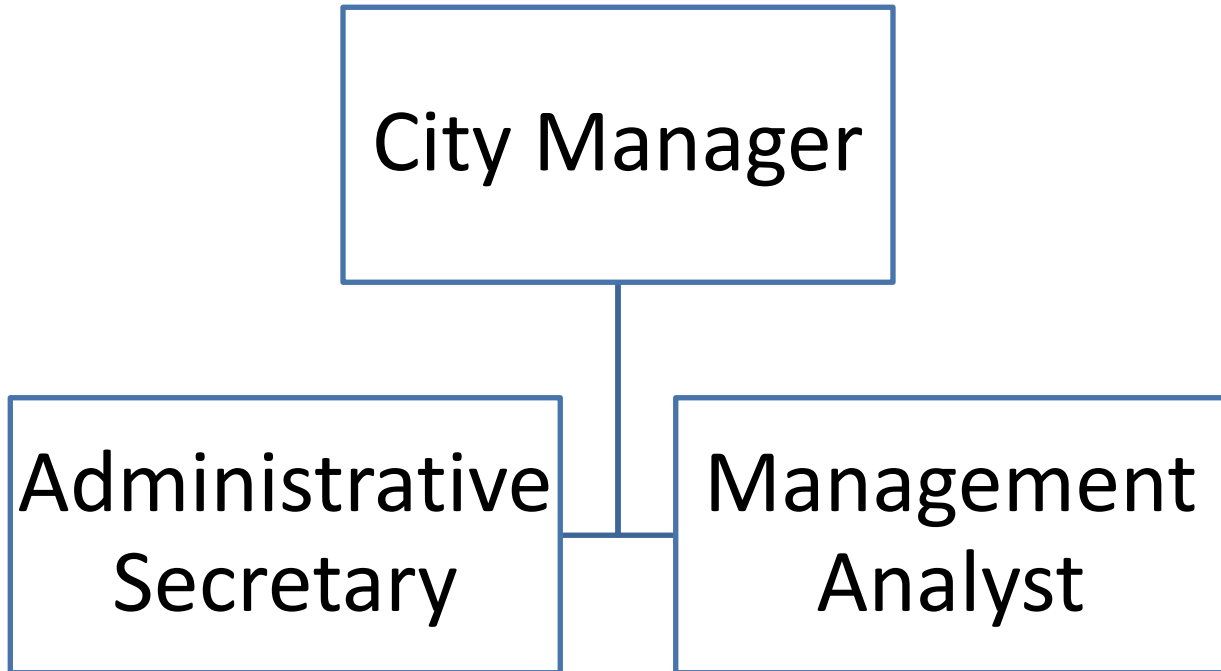 City Manager
Administrative
Secretary
Management
Analyst